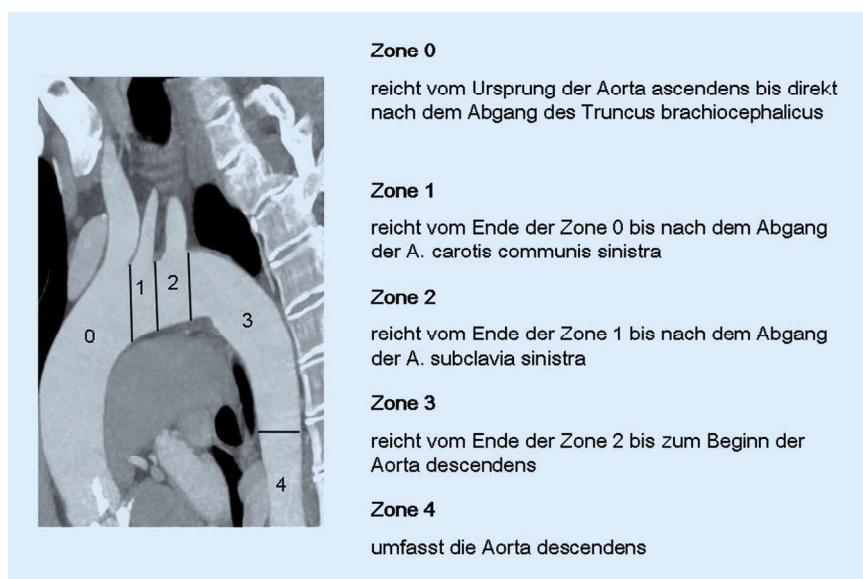 Zone 0
reicht vom Ursprung der Aorta ascendens bis direkt
nach dem Abgang des Truncus brachiocephalicus
Zone 1
reicht vom Ende der Zone 0 bis nach dem Abgang
der A. carotis communis sinistra
Zone 2
reicht vom Ende der Zone 1 bis nach dem Abgang
der A. subclavia sinistra
Zone 3
reicht vom Ende der Zone 2 bis zum Beginn der
Aorta descendens
Zone 4
umfasst die Aorta descendens
0
1
2
3
4